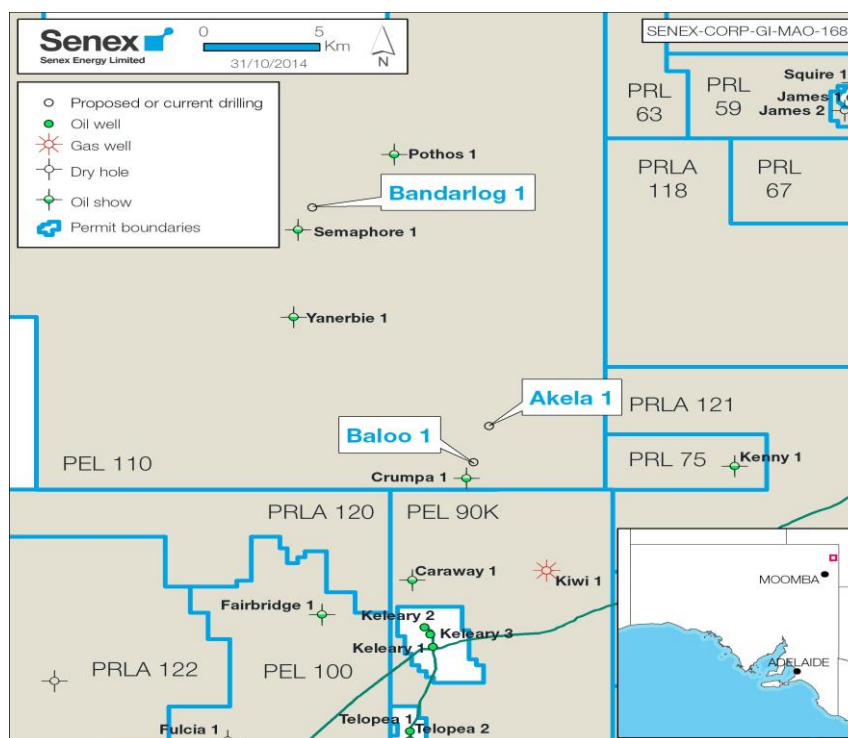 Senex
Senex Energy Limited
0 5
Km
31/10/2014
N
SENEX-CORP-GI-MAO-168
Proposed or current drilling
Oil well
Gas well
Dry hole
Oil show
Permit boundaries
Squire 1
James 1
James 2
PRL
63
PRL
59
PRLA
118
PRL
67
Pothos 1
Bandarlog 1
Semaphore 1
Yanerbie 1
Akela 1
PRLA 121
Baloo 1
PEL 110
Crumpa 1
PRL 75
Kenny 1
PRLA 120
PEL 90K
Caraway 1
Kiwi 1
Fairbridge 1
Keleary 2
Keleary 3
Keleary 1
PRLA 122
PEL 100
Telopea 1
Telopea 2
Fulcia 1
MOOMBA
ADELAIDE